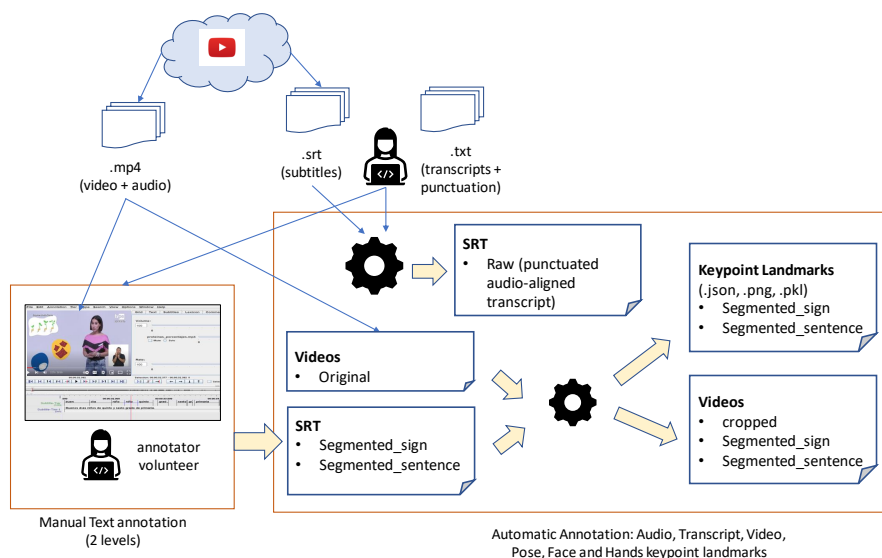 .mp4
(video + audio)
.srt
(subtitles)
.txt
(transcripts +
punctuation)
SRT
• Raw (punctuated
audio-aligned
transcript)
Keypoint Landmarks
(.json, .png, .pkl)
• Segmented_sign
• Segmented_sentence
Videos
• Original
SRT
• Segmented_sign
• Segmented_sentence
Videos
• cropped
• Segmented_sign
• Segmented_sentence
annotator
volunteer
Manual Text annotation
(2 levels)
Automatic Annotation: Audio, Transcript, Video,
Pose, Face and Hands keypoint landmarks